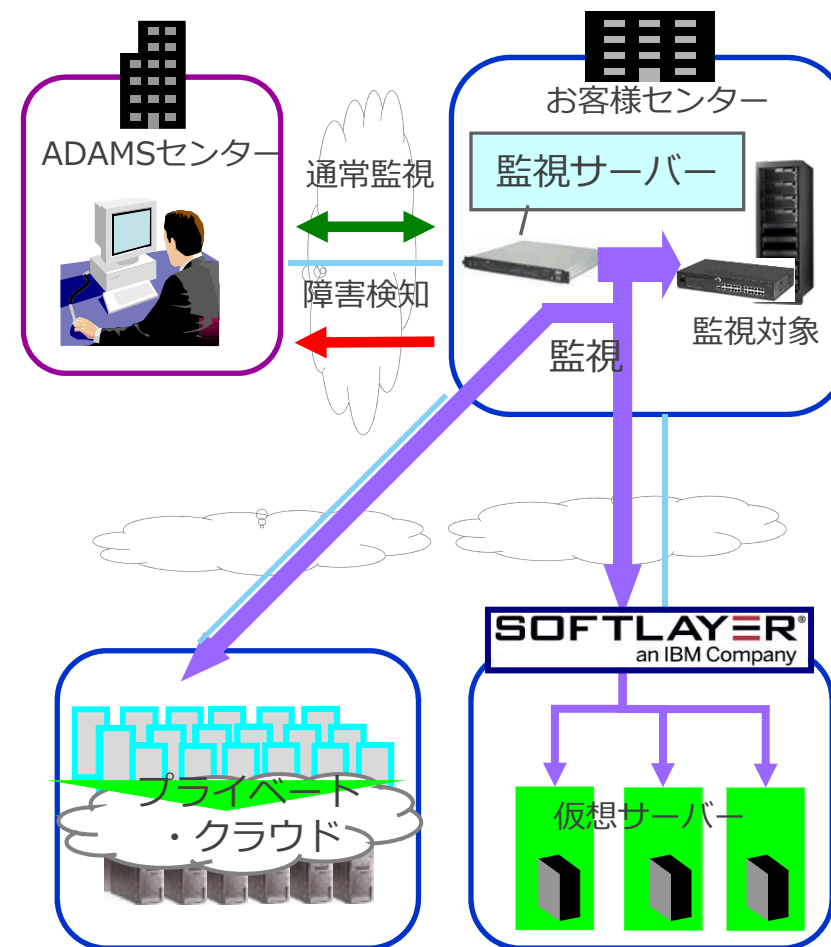 お客様センター
ADAMSセンター
監視サーバー
通常監視
障害検知
監視対象
監視
SOFTLAYER®
an IBM Company
プライベート
・クラウド
仮想サーバー